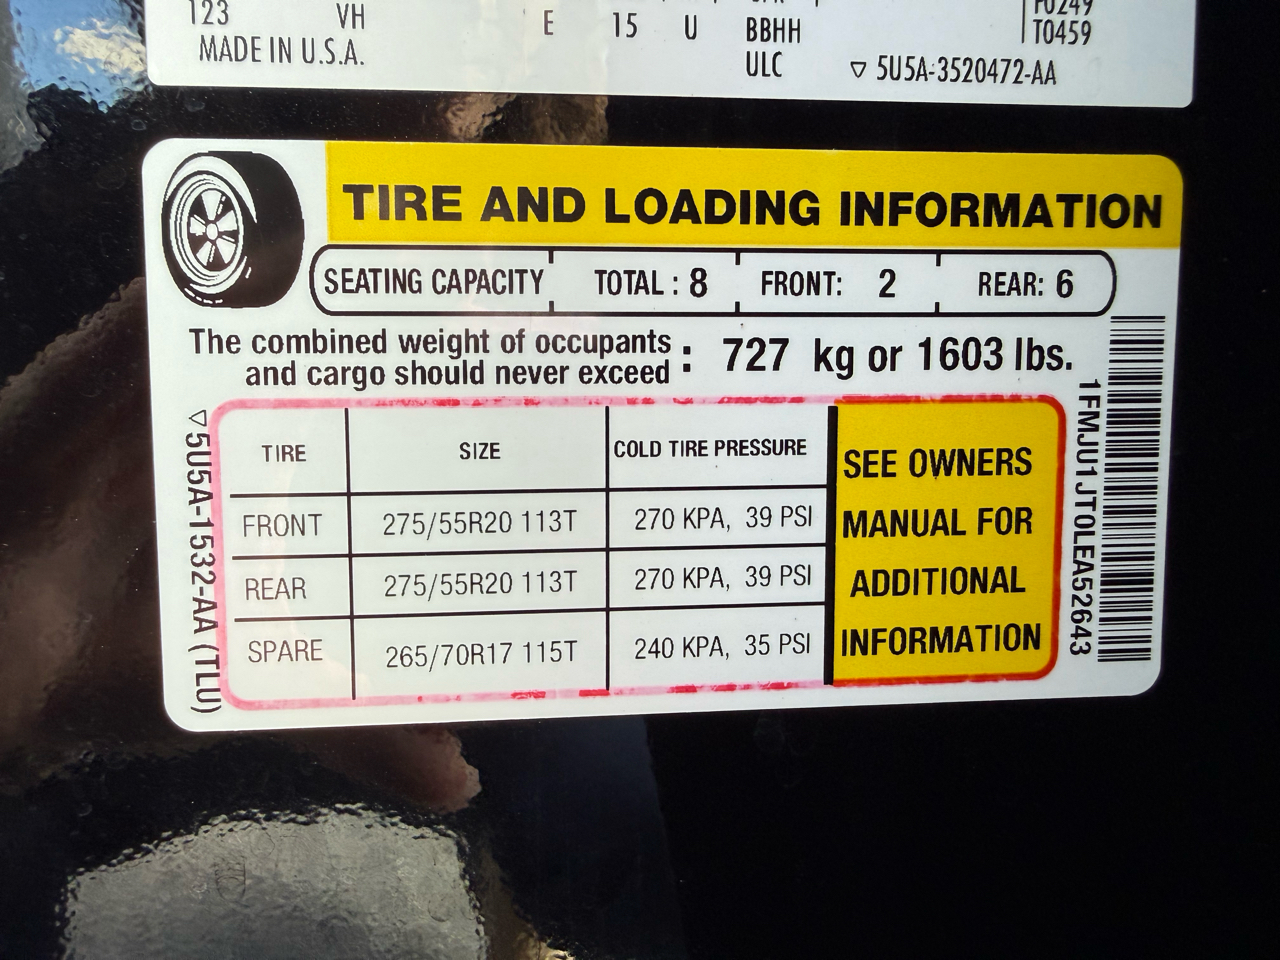 123 VH E 15 U BBHH T0459
MADE IN U.S.A. ULC ▽ 5U5A-3520472-AA
TIRE AND LOADING INFORMATION
SEATING CAPACITY TOTAL : 8 FRONT: 2 REAR: 6
The combined weight of occupants
and cargo should never exceed : 727 kg or 1603 lbs.
TIRE SIZE COLD TIRE PRESSURE
FRONT 275/55R20 113T 270 KPA, 39 PSI
REAR 275/55R20 113T 270 KPA, 39 PSI
SPARE 265/70R17 115T 240 KPA, 35 PSI
SEE OWNERS
MANUAL FOR
ADDITIONAL
INFORMATION
▽5U5A-1532-AA (TLU)
1FMJU1JT0LEA52643